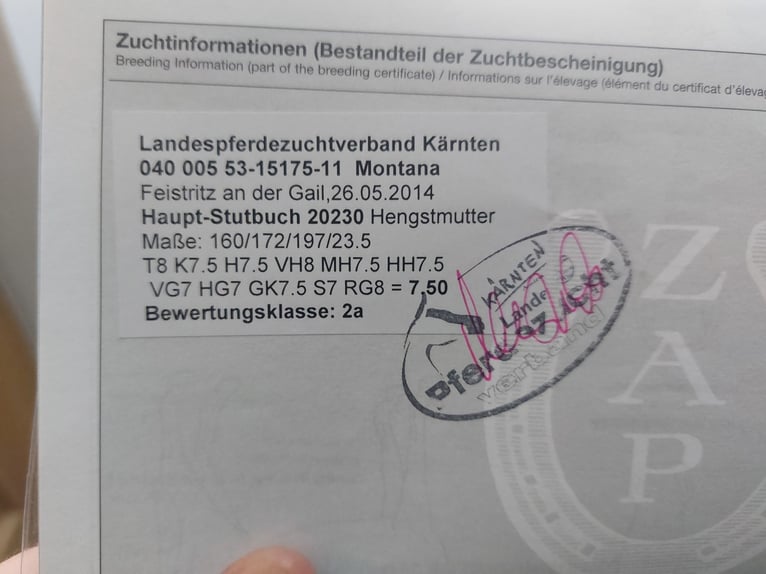 Zuchtinformationen (Bestandteil der Zuchtbescheinigung)
Breeding Information (part of the breeding certificate) / Informations sur l'élevage (élément du certificat d'élevag
Landespferdezuchtverband Kärnten
040 005 53-15175-11 Montana
Feistritz an der Gail,26.05.2014
Haupt-Stutbuch 20230 Hengstmutter
Maße: 160/172/197/23.5
T8 K7.5 H7.5 VH8 MH7.5 HH7.5
VG7 HG7 GK7.5 S7 RG8 = 7,50
Bewertungsklasse: 2a
KÄRNTEN
Landes
verband
Z
A
P